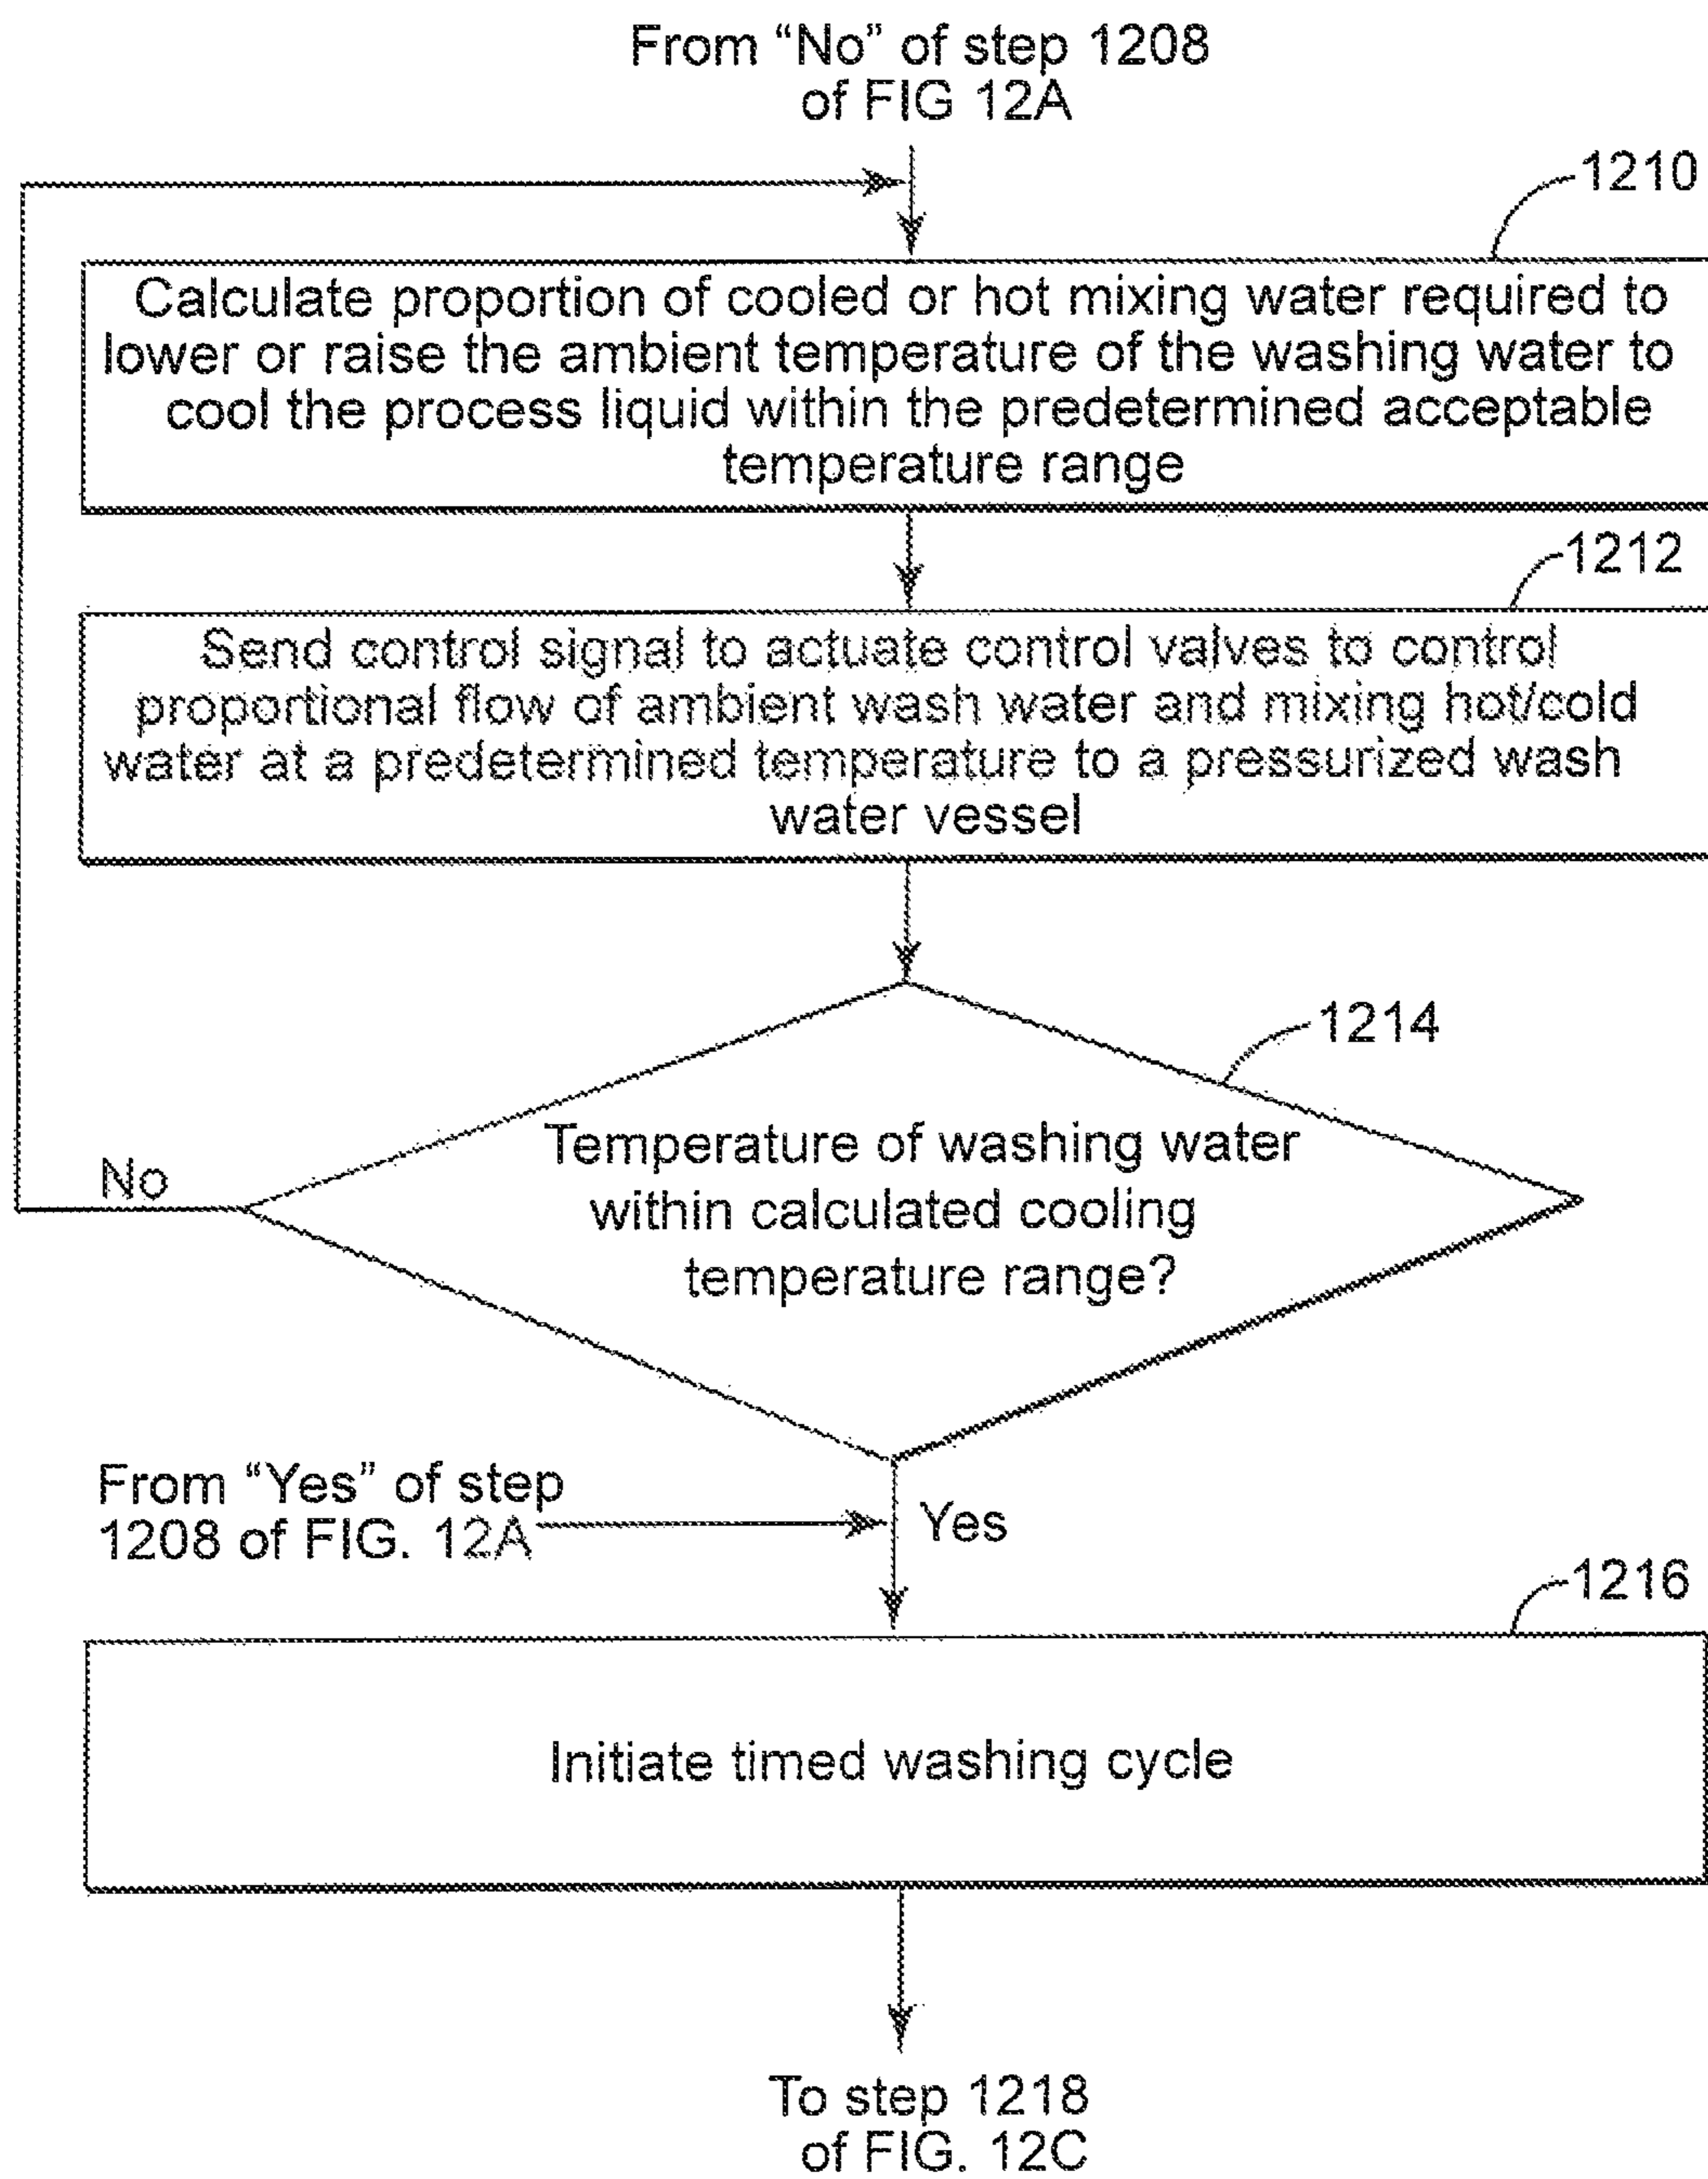 From “No” of step 1208
of FIG 12A
1210
Calculate proportion of cooled or hot mixing water required to
lower or raise the ambient temperature of the washing water to
cool the process liquid within the predetermined acceptable
temperature range
1212
Send control signal to actuate control valves to control
proportional flow of ambient wash water and mixing hot/cold
water at a predetermined temperature to a pressurized wash
water vessel
1214
Temperature of washing water
within calculated cooling
temperature range?
No
From “Yes” of step
1208 of FIG. 12A
Yes
1216
Initiate timed washing cycle
To step 1218
of FIG. 12C